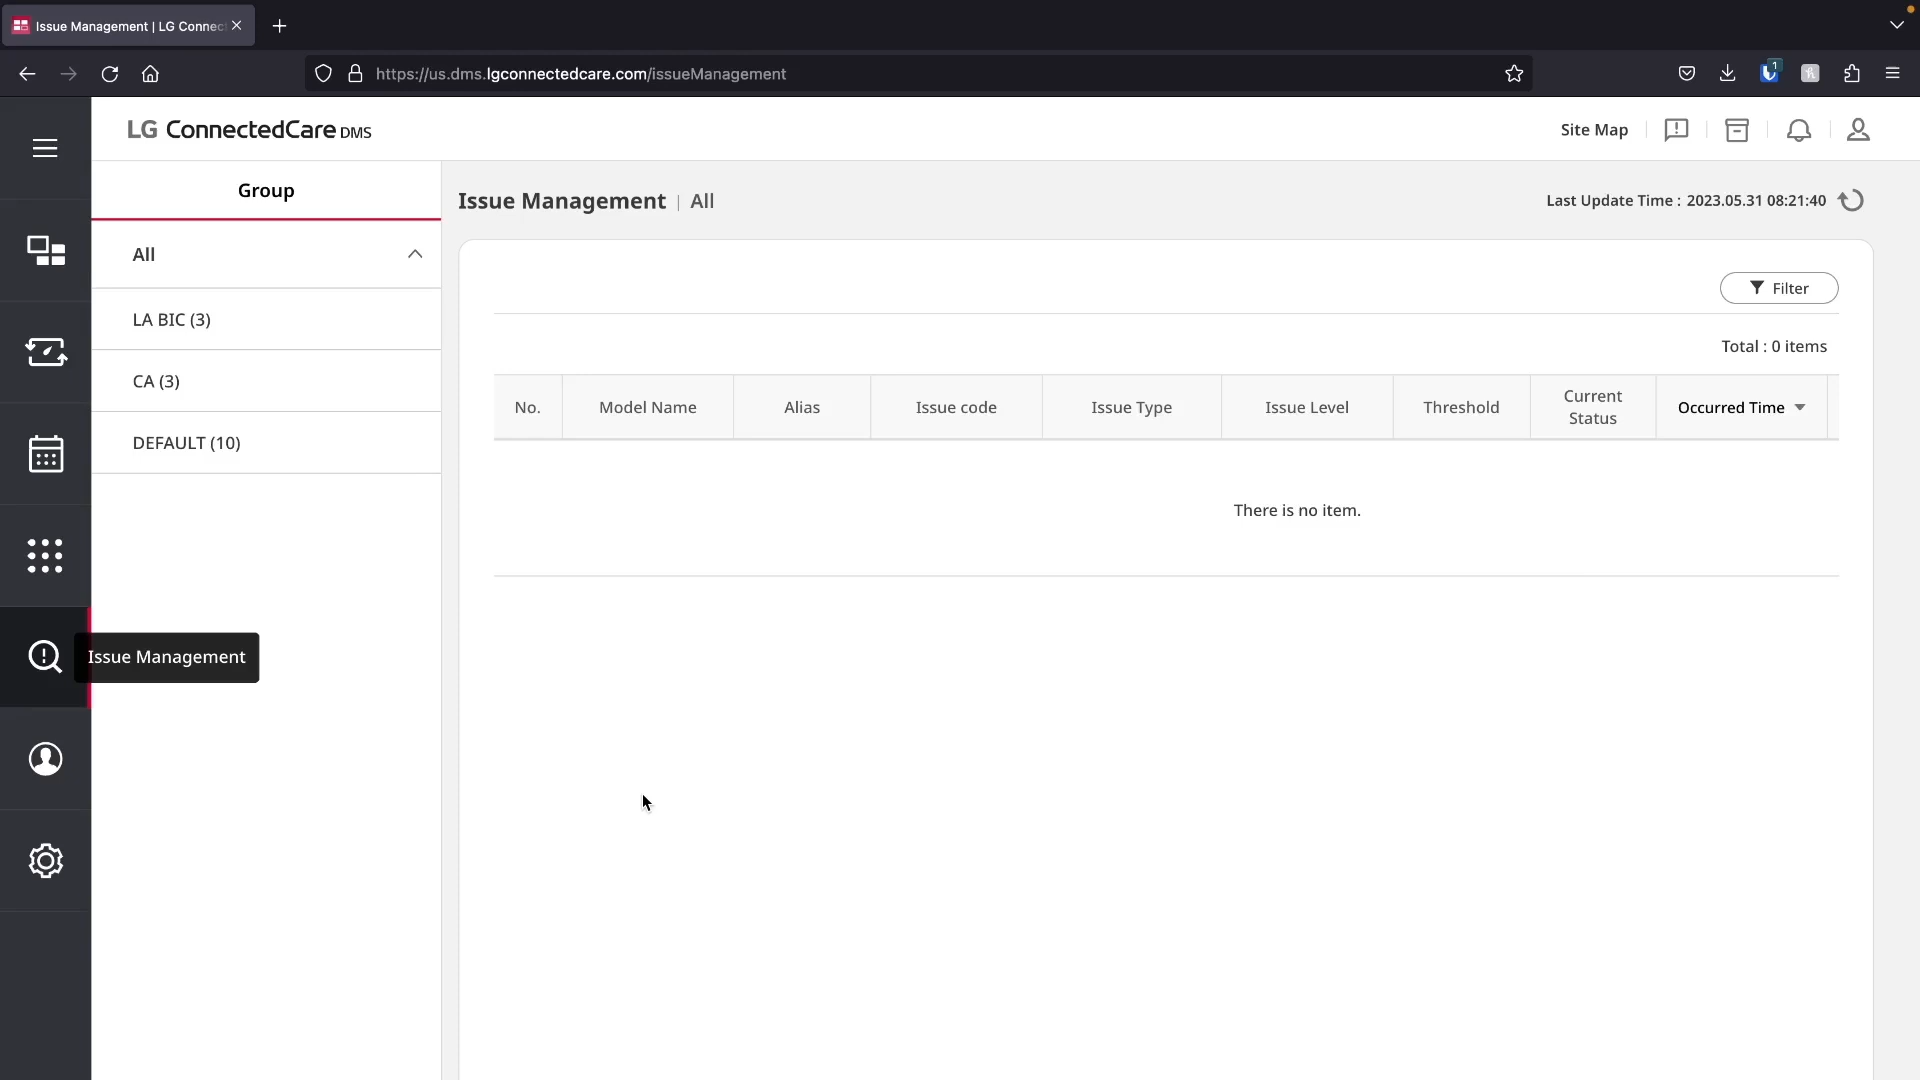 Issue Management | LG Connec
https://us.dms.lgconnectedcare.com/issueManagement
1
LG ConnectedCare DMS
Site Map
Group
All
LA BIC (3)
CA (3)
DEFAULT (10)
Issue Management
Issue Management | All
Last Update Time : 2023.05.31 08:21:40
Filter
Total : 0 items
No.
Model Name
Alias
Issue code
Issue Type
Issue Level
Threshold
Current
Status
Occurred Time
There is no item.